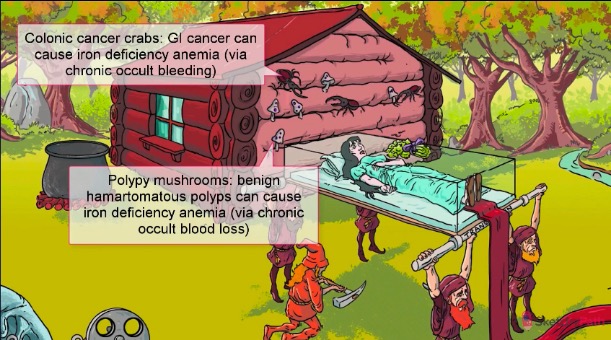 Colonic cancer crabs: GI cancer can
cause iron deficiency anemia (via
chronic occult bleeding)
Polypy mushrooms: benign
hamartomatous polyps can cause
iron deficiency anemia (via chronic
occult blood loss)